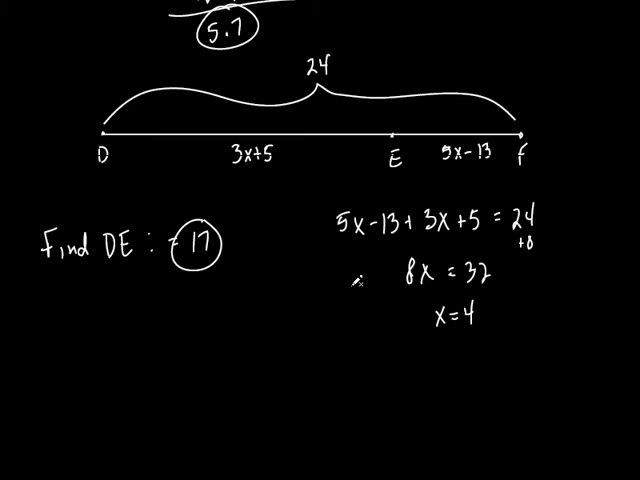 5.7
24
D 3x+5 E 5x-13 F
5x-13+3x+5=24
Find DE: = 17
+8
8x = 32
x=4